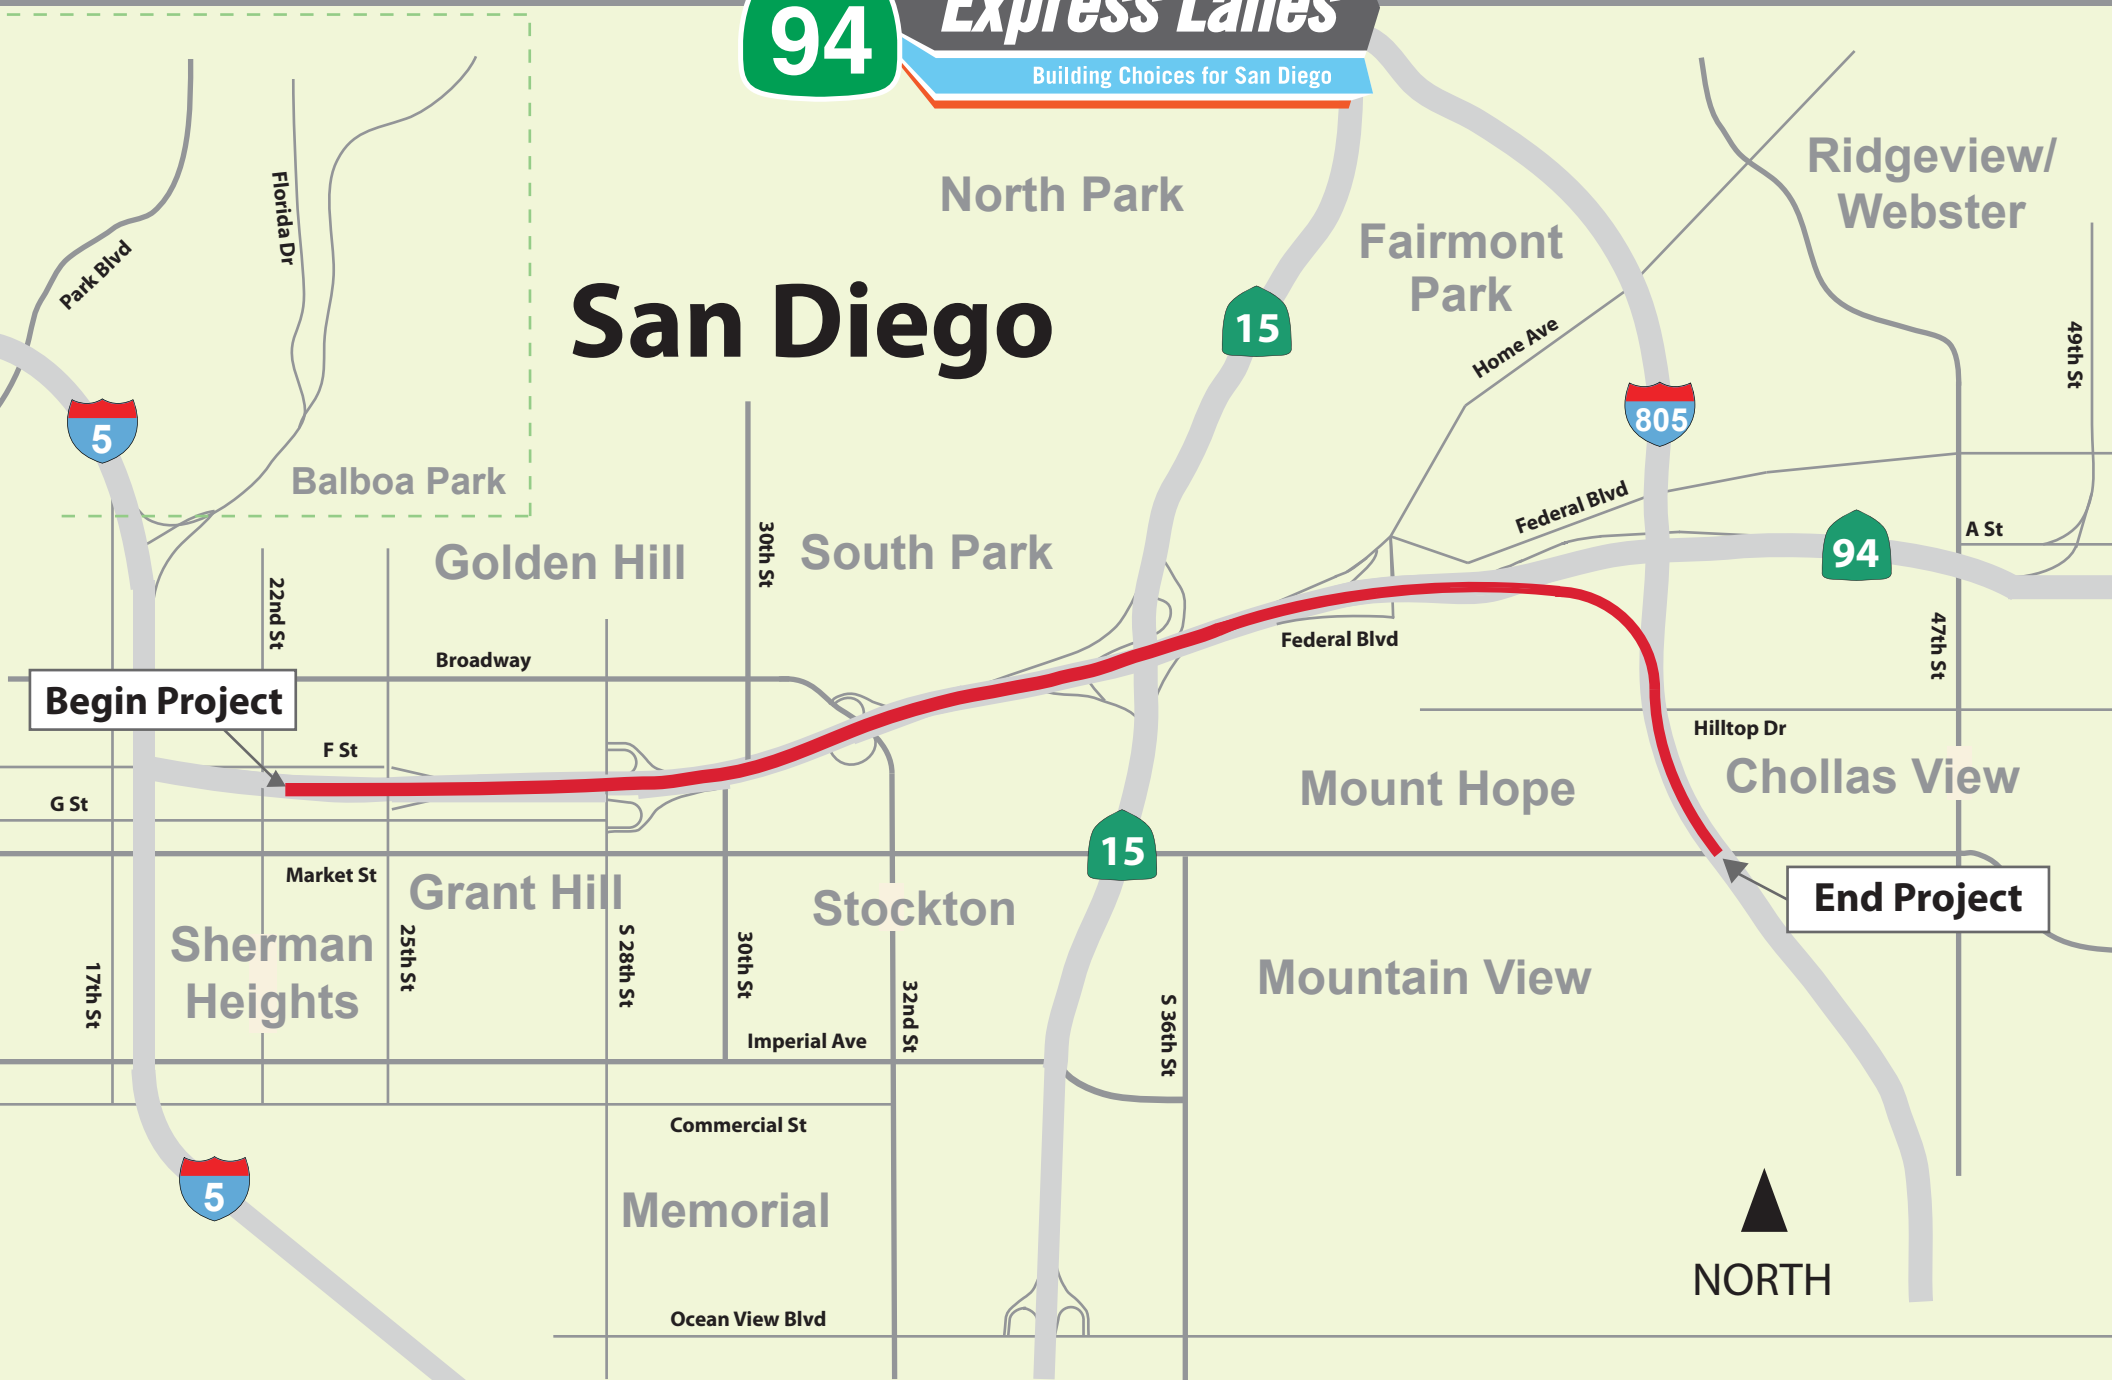 94
Express Lanes
Building Choices for San Diego
Park Blvd
Florida Dr
North Park
Fairmont
Park
Ridgeview/
Webster
San Diego
15
Home Ave
49th St
5
805
Balboa Park
Golden Hill
30th St
South Park
Federal Blvd
94
A St
22nd St
Broadway
Federal Blvd
47th St
Begin Project
F St
G St
Hilltop Dr
Mount Hope
Chollas View
Market St
Grant Hill
Stockton
15
End Project
Sherman
Heights
17th St
25th St
S 28th St
30th St
32nd St
Mountain View
S 36th St
Imperial Ave
Commercial St
5
Memorial
NORTH
Ocean View Blvd